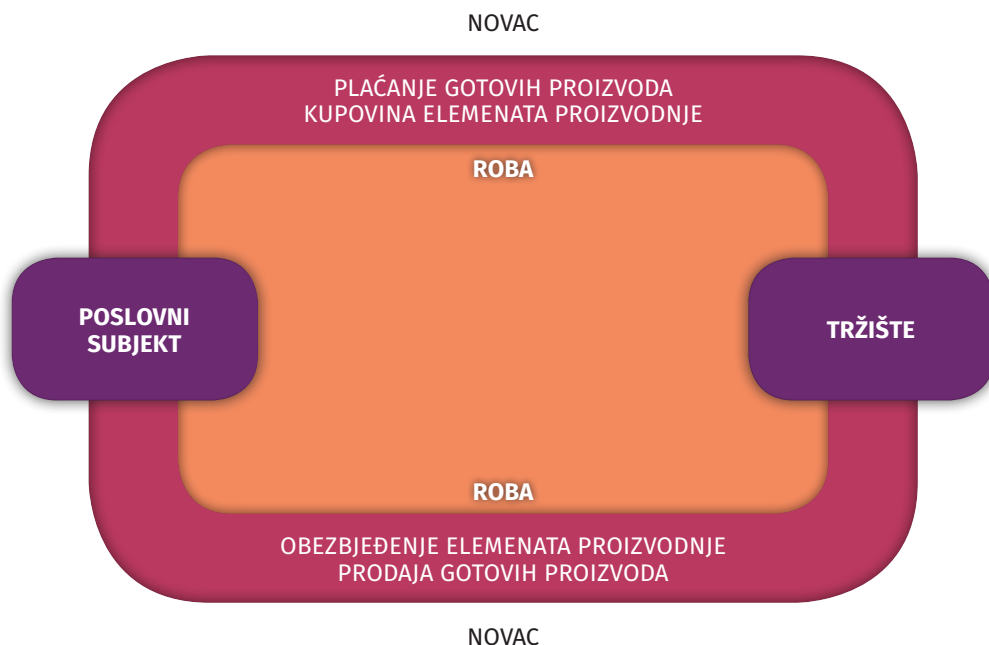 NOVAC
PLAĆANJE GOTOVIH PROIZVODA
KUPOVINA ELEMENATA PROIZVODNJE
ROBA
POSLOVNI
SUBJEKT
TRŽIŠTE
ROBA
OBEZBJEĐENJE ELEMENATA PROIZVODNJE
PRODAJA GOTOVIH PROIZVODA
NOVAC